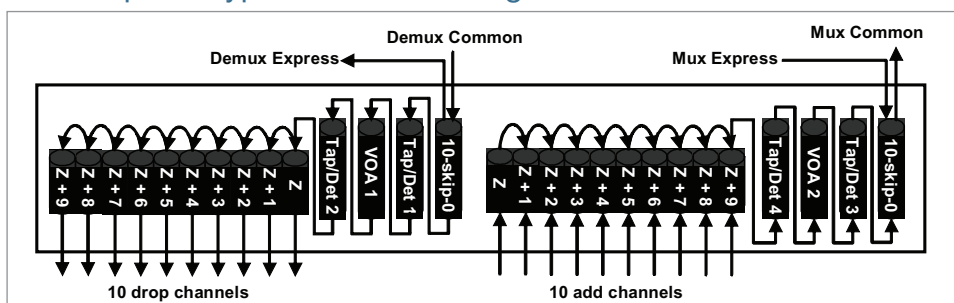 Demux Common
Demux Express
Mux Common
Mux Express
Z + 9
Z + 8
Z + 7
Z + 6
Z + 5
Z + 4
Z + 3
Z + 2
Z + 1
Z
Tap/Det 2
VOA 1
Tap/Det 1
10-skip-0
Z
Z + 1
Z + 2
Z + 3
Z + 4
Z + 5
Z + 6
Z + 7
Z + 8
Z + 9
Tap/Det 4
VOA 2
Tap/Det 3
10-skip-0
10 drop channels
10 add channels